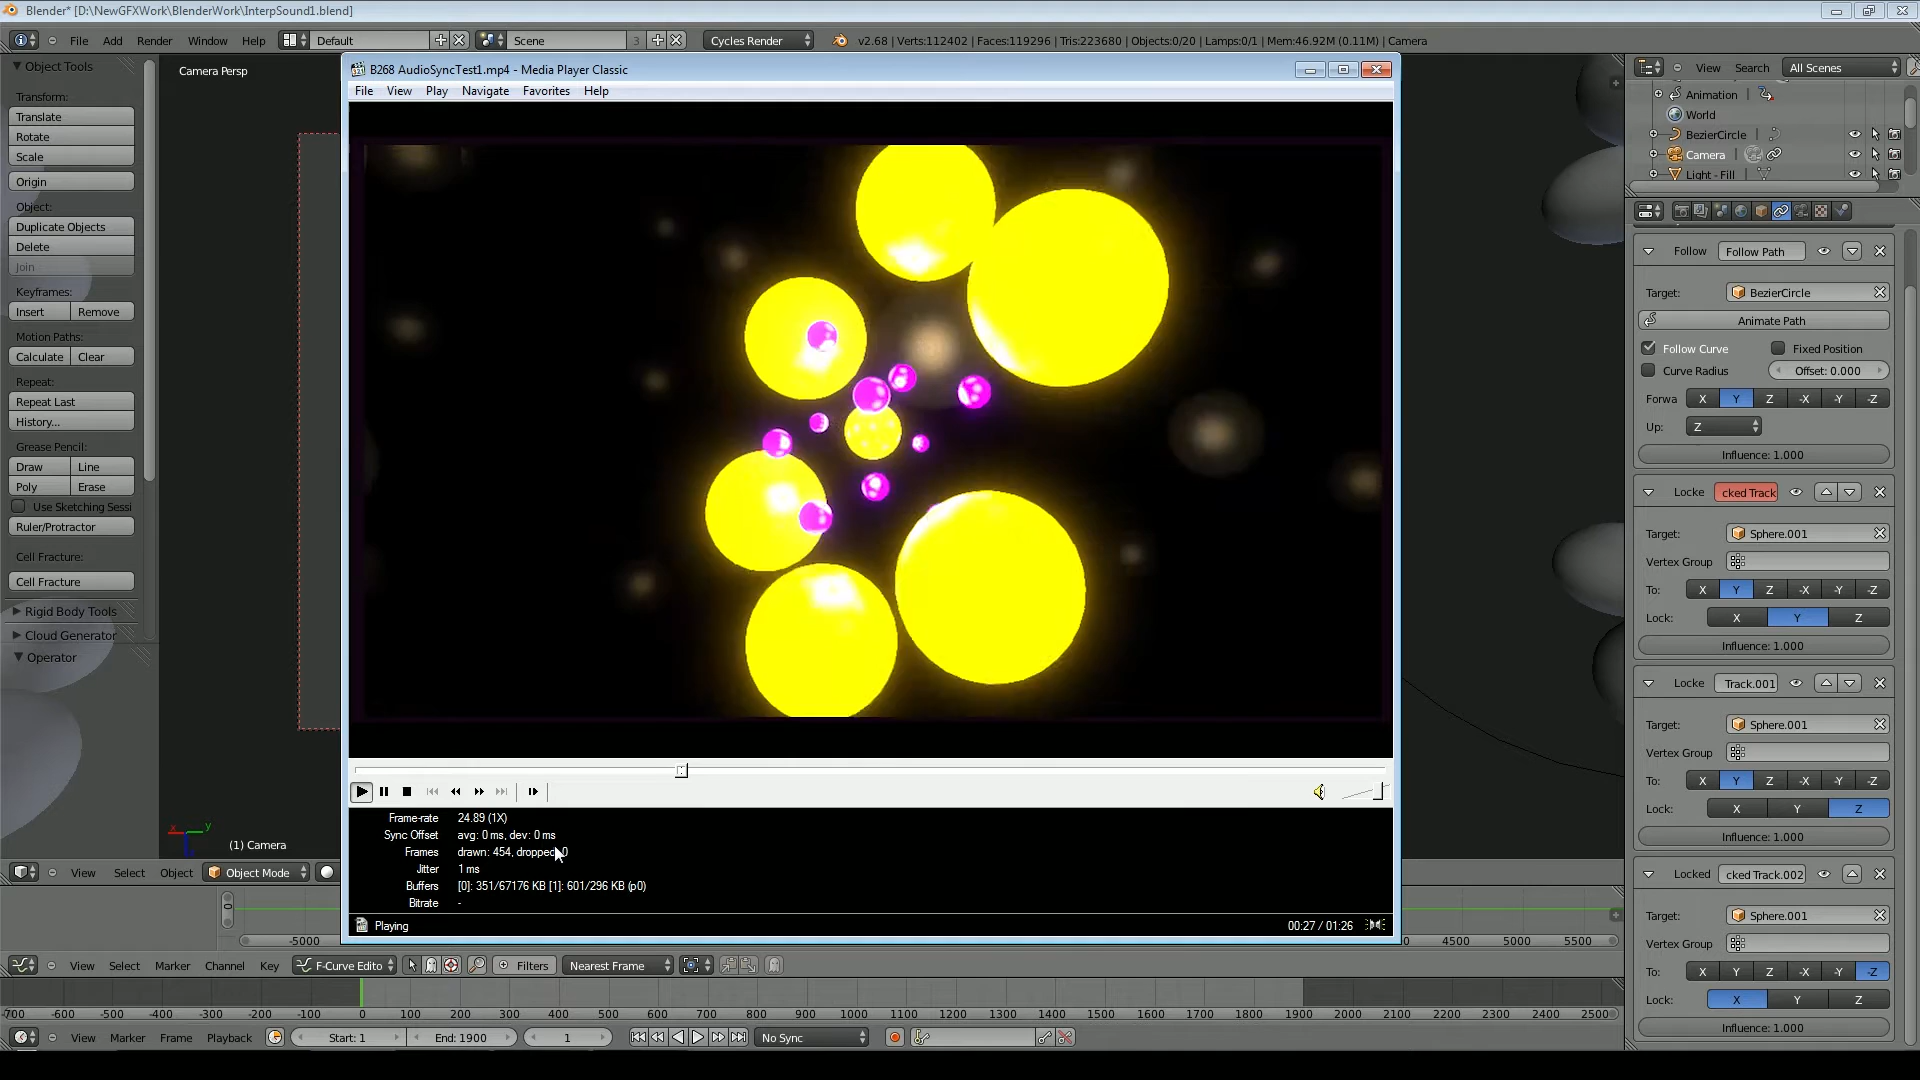 Blender* [D:\NewGFXWork\BlenderWork\InterpSound1.blend]
File Add Render Window Help Default Scene 3 Cycles Render v2.68 | Verts:112402 | Faces:119296 | Tris:223680 | Objects:0/20 | Lamps:0/1 | Mem:46.92M (0.11M) | Camera
Object Tools
Transform:
Translate
Rotate
Scale
Origin
Object:
Duplicate Objects
Delete
Join
Keyframes:
Insert Remove
Motion Paths:
Calculate Clear
Repeat:
Repeat Last
History...
Grease Pencil:
Draw Line
Poly Erase
Use Sketching Sessi
Ruler/Protractor
Cell Fracture:
Cell Fracture
Rigid Body Tools
Cloud Generator
Operator
Camera Persp
x y
(1) Camera
B268 AudioSyncTest1.mp4 - Media Player Classic
File View Play Navigate Favorites Help
Frame-rate 24.89 (1X)
Sync Offset avg: 0 ms, dev: 0 ms
Frames drawn: 454, dropped: 0
Jitter 1 ms
Buffers [0]: 351/67176 KB [1]: 601/296 KB (p0)
Bitrate -
Playing 00:27 / 01:26
View Search All Scenes
Animation
World
BezierCircle
Camera
Light - Fill
Follow Follow Path
Target: BezierCircle
Animate Path
Follow Curve Fixed Position
Curve Radius Offset: 0.000
Forwa X Y Z -X -Y -Z
Up: Z
Influence: 1.000
Locke cked Track
Target: Sphere.001
Vertex Group
To: X Y Z -X -Y -Z
Lock: X Y Z
Influence: 1.000
Locke Track.001
Target: Sphere.001
Vertex Group
To: X Y Z -X -Y -Z
Lock: X Y Z
Influence: 1.000
Locked cked Track.002
Target: Sphere.001
Vertex Group
To: X Y Z -X -Y -Z
Lock: X Y Z
Influence: 1.000
View Select Object Object Mode
0
-5000 0 4500 5000 5500
View Select Marker Channel Key F-Curve Edito Filters Nearest Frame
-700 -600 -500 -400 -300 -200 -100 0 100 200 300 400 500 600 700 800 900 1000 1100 1200 1300 1400 1500 1600 1700 1800 1900 2000 2100 2200 2300 2400 2500
View Marker Frame Playback Start: 1 End: 1900 1 No Sync